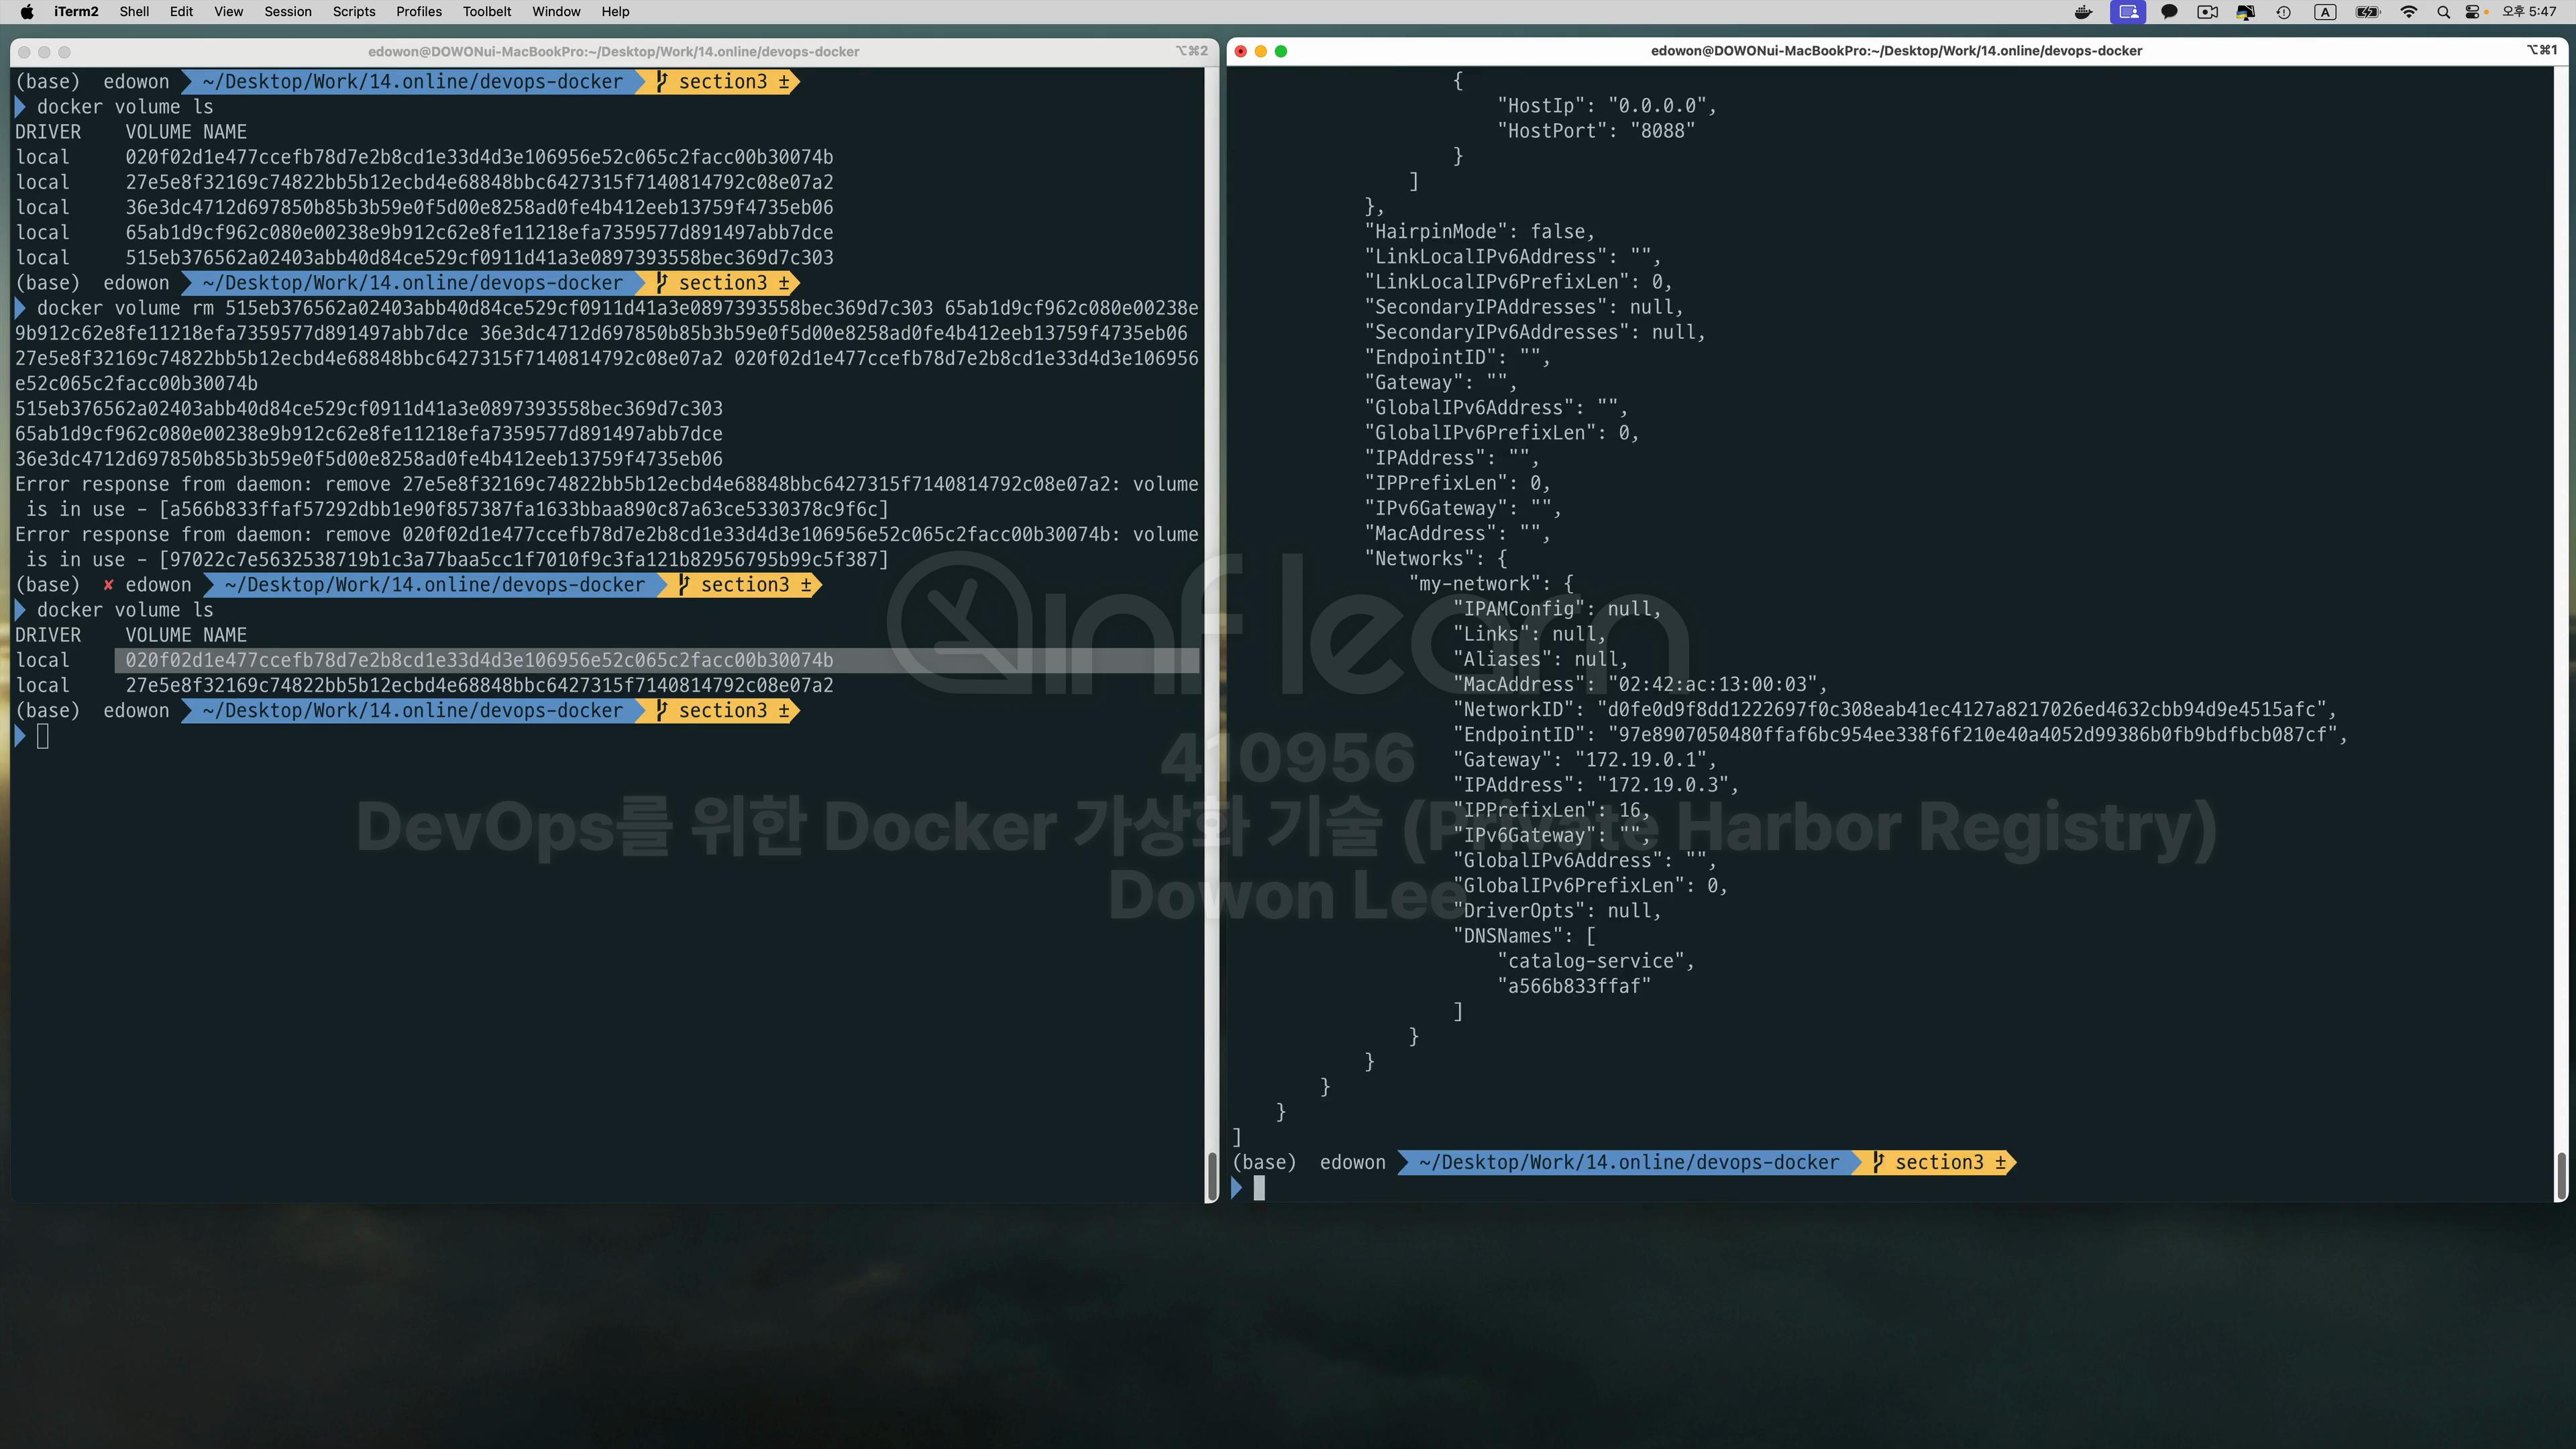 iTerm2 Shell Edit View Session Scripts Profiles Toolbelt Window Help
A 오후 5:47
edowon@DOWONui-MacBookPro:~/Desktop/Work/14.online/devops-docker ⌥⌘2
(base) edowon ~/Desktop/Work/14.online/devops-docker section3 ±
docker volume ls
DRIVER VOLUME NAME
local 020f02d1e477ccefb78d7e2b8cd1e33d4d3e106956e52c065c2facc00b30074b
local 27e5e8f32169c74822bb5b12ecbd4e68848bbc6427315f7140814792c08e07a2
local 36e3dc4712d697850b85b3b59e0f5d00e8258ad0fe4b412eeb13759f4735eb06
local 65ab1d9cf962c080e00238e9b912c62e8fe11218efa7359577d891497abb7dce
local 515eb376562a02403abb40d84ce529cf0911d41a3e0897393558bec369d7c303
(base) edowon ~/Desktop/Work/14.online/devops-docker section3 ±
docker volume rm 515eb376562a02403abb40d84ce529cf0911d41a3e0897393558bec369d7c303 65ab1d9cf962c080e00238e
9b912c62e8fe11218efa7359577d891497abb7dce 36e3dc4712d697850b85b3b59e0f5d00e8258ad0fe4b412eeb13759f4735eb06
27e5e8f32169c74822bb5b12ecbd4e68848bbc6427315f7140814792c08e07a2 020f02d1e477ccefb78d7e2b8cd1e33d4d3e106956
e52c065c2facc00b30074b
515eb376562a02403abb40d84ce529cf0911d41a3e0897393558bec369d7c303
65ab1d9cf962c080e00238e9b912c62e8fe11218efa7359577d891497abb7dce
36e3dc4712d697850b85b3b59e0f5d00e8258ad0fe4b412eeb13759f4735eb06
Error response from daemon: remove 27e5e8f32169c74822bb5b12ecbd4e68848bbc6427315f7140814792c08e07a2: volume
is in use - [a566b833ffaf57292dbb1e90f857387fa1633bbaa890c87a63ce5330378c9f6c]
Error response from daemon: remove 020f02d1e477ccefb78d7e2b8cd1e33d4d3e106956e52c065c2facc00b30074b: volume
is in use - [97022c7e5632538719b1c3a77baa5cc1f7010f9c3fa121b82956795b99c5f387]
(base) ✘ edowon ~/Desktop/Work/14.online/devops-docker section3 ±
docker volume ls
DRIVER VOLUME NAME
local 020f02d1e477ccefb78d7e2b8cd1e33d4d3e106956e52c065c2facc00b30074b
local 27e5e8f32169c74822bb5b12ecbd4e68848bbc6427315f7140814792c08e07a2
(base) edowon ~/Desktop/Work/14.online/devops-docker section3 ±
edowon@DOWONui-MacBookPro:~/Desktop/Work/14.online/devops-docker ⌥⌘1
{
"HostIp": "0.0.0.0",
"HostPort": "8088"
}
]
},
"HairpinMode": false,
"LinkLocalIPv6Address": "",
"LinkLocalIPv6PrefixLen": 0,
"SecondaryIPAddresses": null,
"SecondaryIPv6Addresses": null,
"EndpointID": "",
"Gateway": "",
"GlobalIPv6Address": "",
"GlobalIPv6PrefixLen": 0,
"IPAddress": "",
"IPPrefixLen": 0,
"IPv6Gateway": "",
"MacAddress": "",
"Networks": {
"my-network": {
"IPAMConfig": null,
"Links": null,
"Aliases": null,
"MacAddress": "02:42:ac:13:00:03",
"NetworkID": "d0fe0d9f8dd1222697f0c308eab41ec4127a8217026ed4632cbb94d9e4515afc",
"EndpointID": "97e8907050480ffaf6bc954ee338f6f210e40a4052d99386b0fb9bdfbcb087cf",
"Gateway": "172.19.0.1",
"IPAddress": "172.19.0.3",
"IPPrefixLen": 16,
"IPv6Gateway": "",
"GlobalIPv6Address": "",
"GlobalIPv6PrefixLen": 0,
"DriverOpts": null,
"DNSNames": [
"catalog-service",
"a566b833ffaf"
]
}
}
}
}
]
(base) edowon ~/Desktop/Work/14.online/devops-docker section3 ±
inflearn
410956
DevOps를 위한 Docker 가상화 기술 (Private Harbor Registry)
Dowon Lee